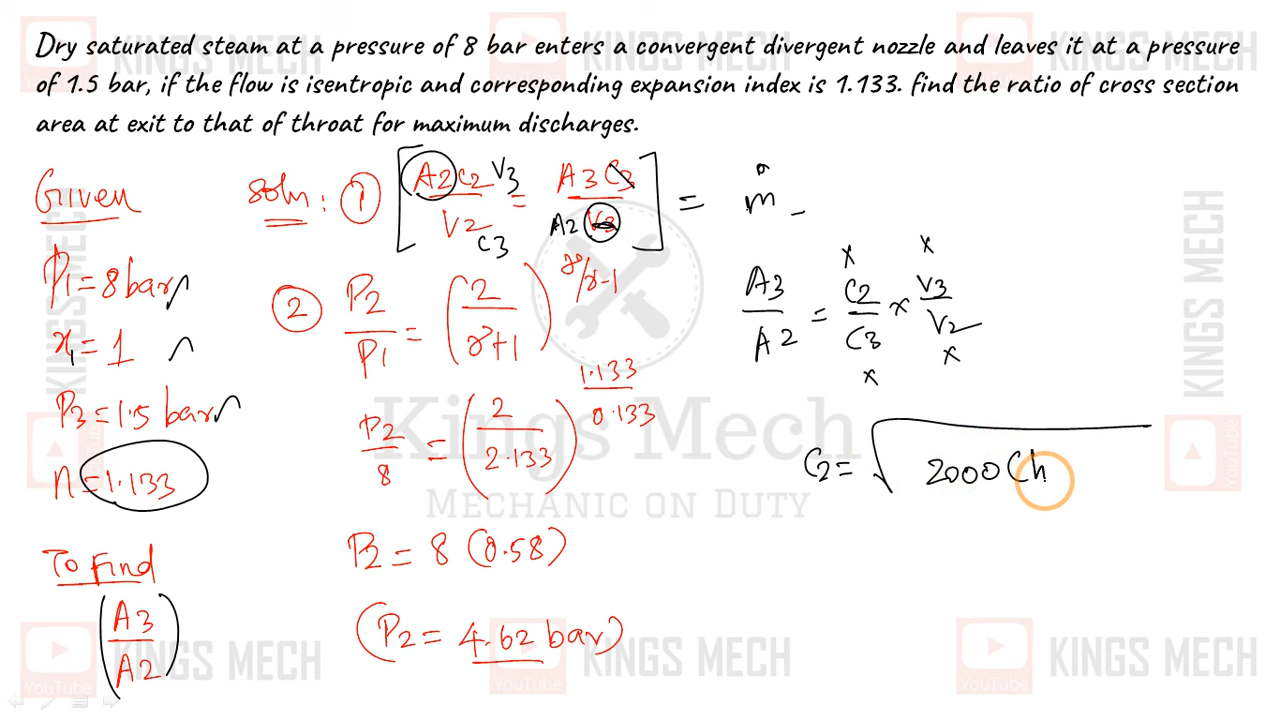 Dry saturated steam at a pressure of 8 bar enters a convergent divergent nozzle and leaves it at a pressure
of 1.5 bar, if the flow is isentropic and corresponding expansion index is 1.133. find the ratio of cross section
area at exit to that of throat for maximum discharges.
Given
P1 = 8 bar
x1 = 1
P3 = 1.5 bar
n = 1.133
To Find
(A3/A2)
Soln: ① [A2 C2 V3 / V2 C3 = A3 C3 / A2 V3] = ṁ
② P2/P1 = (2/γ+1)^γ/γ-1
P2/8 = (2/2.133)^1.133/0.133
P2 = 8 (0.58)
(P2 = 4.62 bar)
A3/A2 = C2/C3 × V3/V2
C2 = √2000 (h
Kings Mech
MECHANIC ON DUTY
KINGS MECH
YouTube